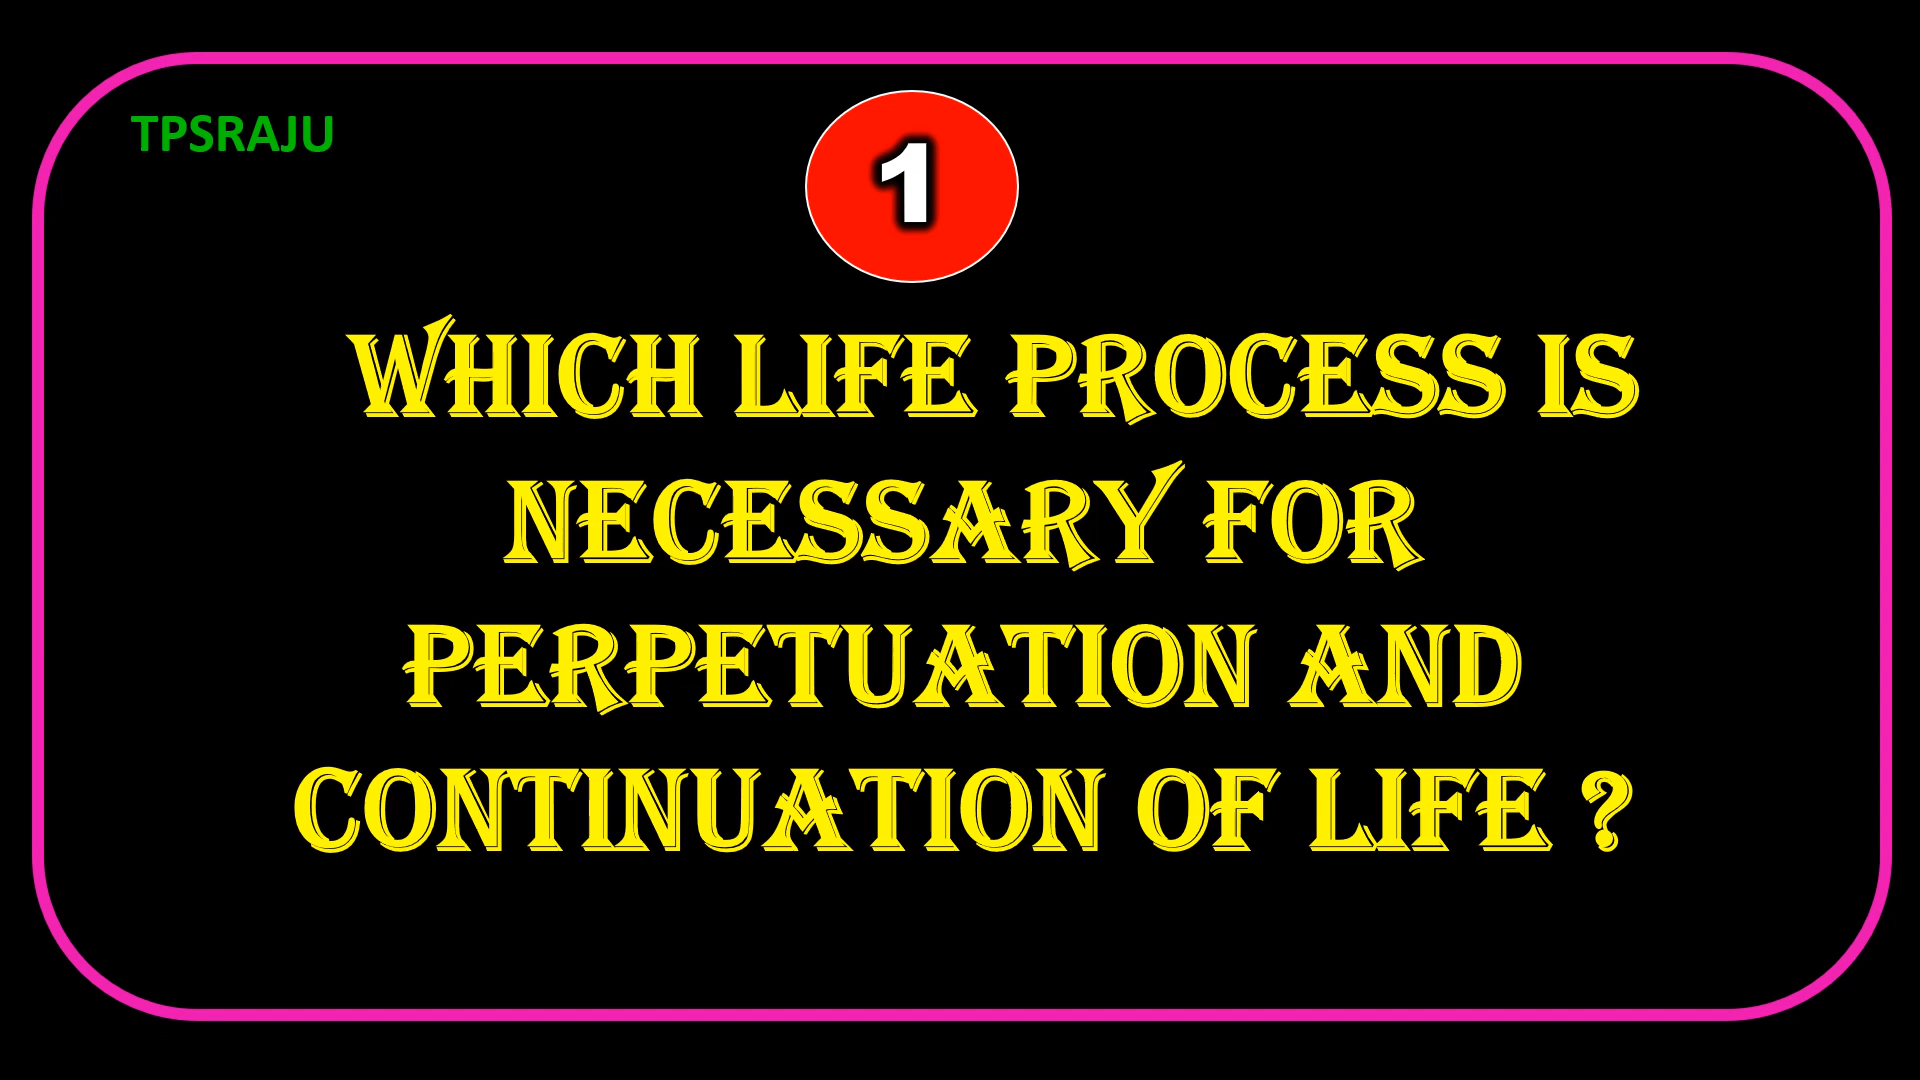 TPSRAJU
1
WHICH LIFE PROCESS IS
NECESSARY FOR
PERPETUATION AND
CONTINUATION OF LIFE ?